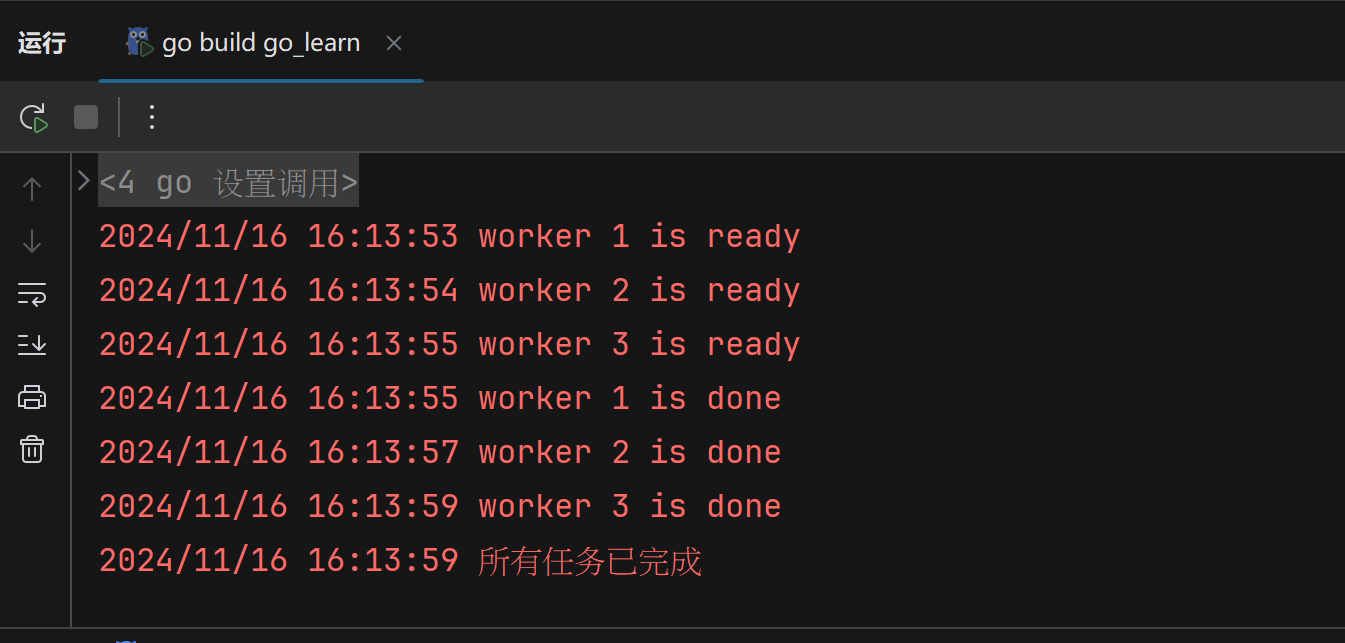 运行 go build go_learn
<4 go 设置调用>
2024/11/16 16:13:53 worker 1 is ready
2024/11/16 16:13:54 worker 2 is ready
2024/11/16 16:13:55 worker 3 is ready
2024/11/16 16:13:55 worker 1 is done
2024/11/16 16:13:57 worker 2 is done
2024/11/16 16:13:59 worker 3 is done
2024/11/16 16:13:59 所有任务已完成